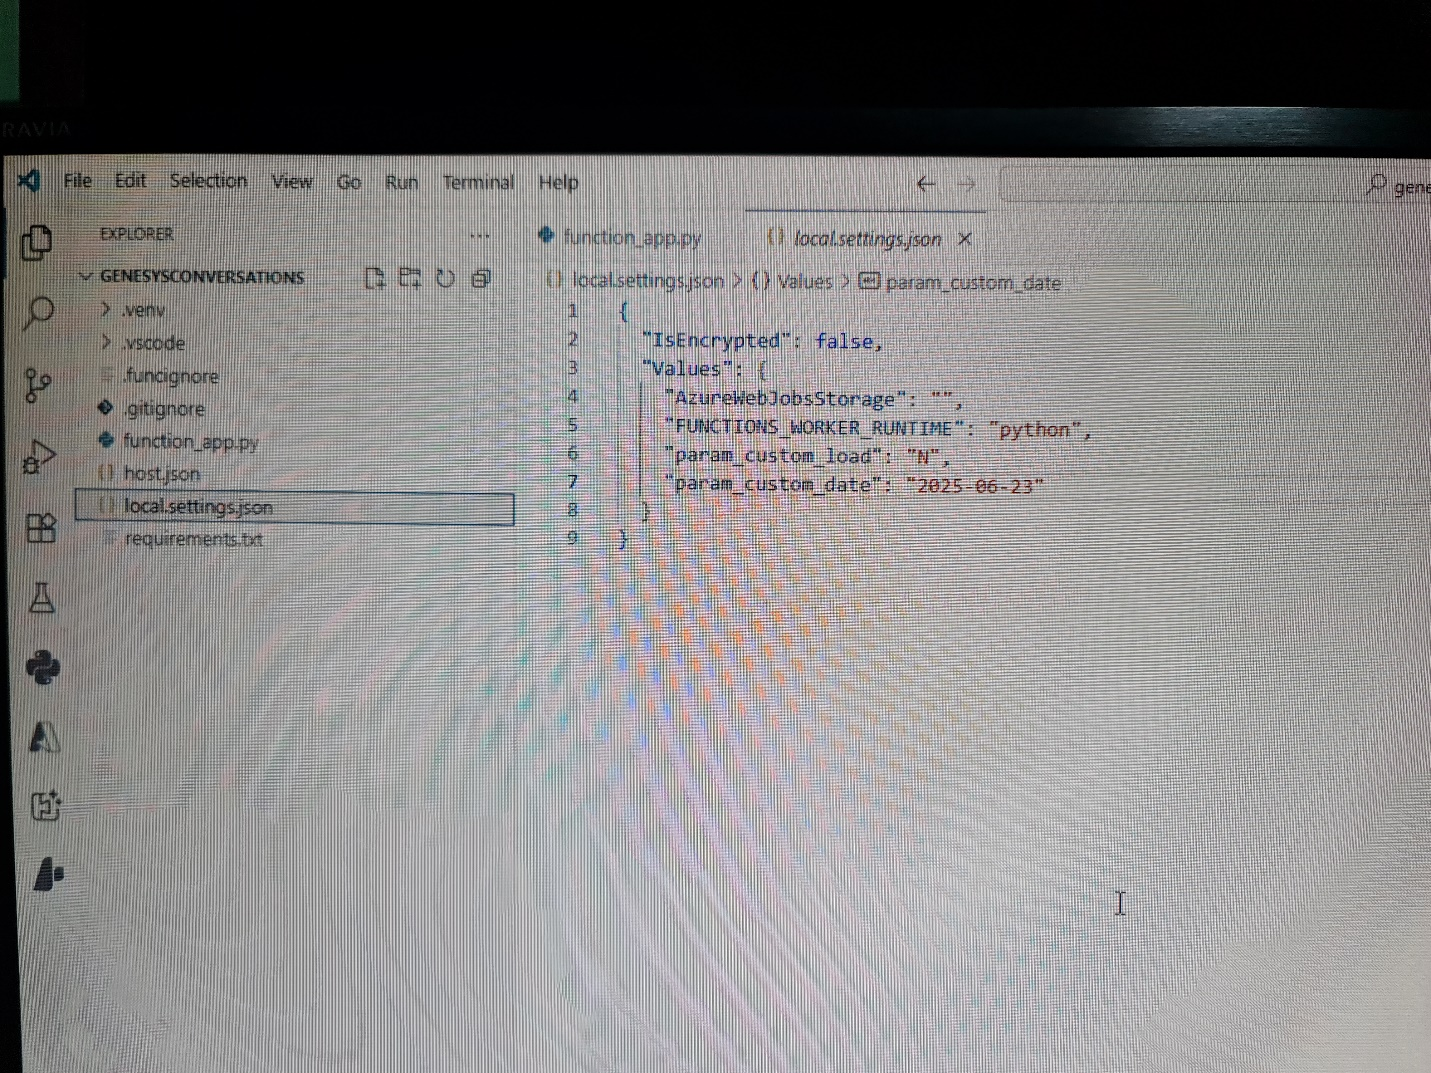 RAVIA
File Edit Selection View Go Run Terminal Help
gene
EXPLORER ...
GENESYSCONVERSATIONS
.venv
.vscode
.funcignore
.gitignore
function_app.py
host.json
local.settings.json
requirements.txt
function_app.py {} local.settings.json ×
{} local.settings.json > {} Values > param_custom_date
1 {
2 "IsEncrypted": false,
3 "Values": {
4 "AzureWebJobsStorage": "",
5 "FUNCTIONS_WORKER_RUNTIME": "python",
6 "param_custom_load": "N",
7 "param_custom_date": "2025-06-23"
8 }
9 }